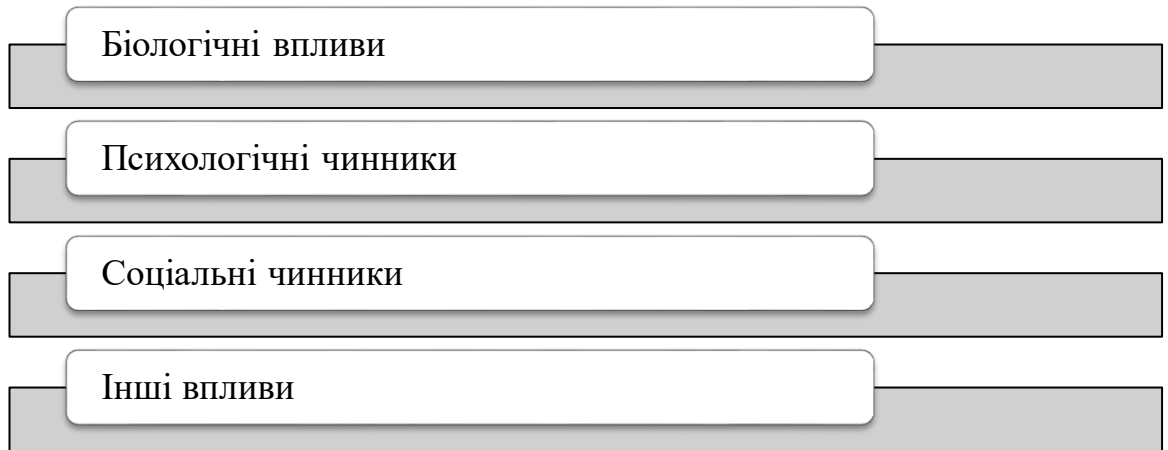 Біологічні впливи
Психологічні чинники
Соціальні чинники
Інші впливи